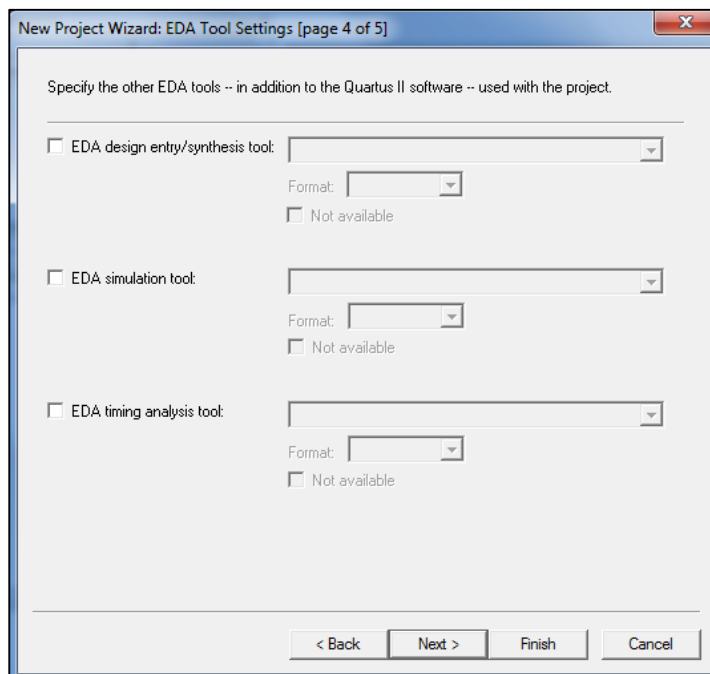 New Project Wizard: EDA Tool Settings [page 4 of 5]
Specify the other EDA tools -- in addition to the Quartus II software -- used with the project.
EDA design entry/synthesis tool:
Format:
Not available
EDA simulation tool:
Format:
Not available
EDA timing analysis tool:
Format:
Not available
< Back Next > Finish Cancel